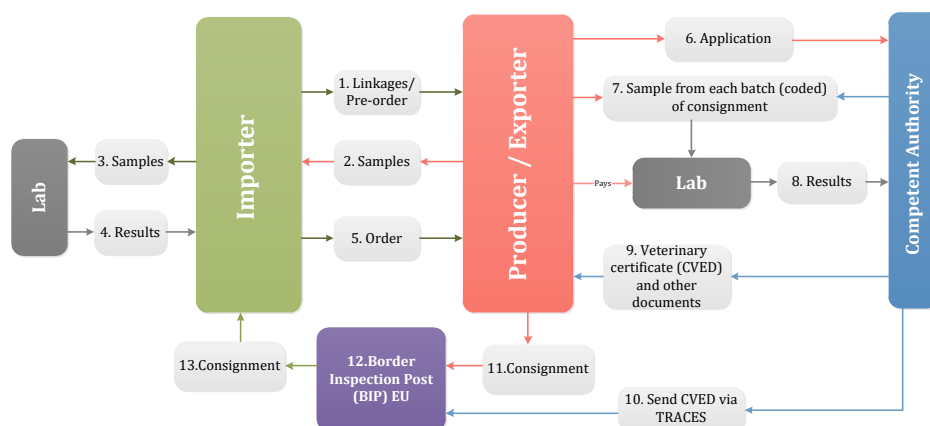 6. Application
1. Linkages/
Pre-order
7. Sample from each batch (coded)
of consignment
Importer
Producer / Exporter
Competent Authority
Lab
3. Samples
2. Samples
Pays
Lab
8. Results
4. Results
5. Order
9. Veterinary
certificate (CVED)
and other
documents
13.Consignment
12.Border
Inspection Post
(BIP) EU
11.Consignment
10. Send CVED via
TRACES